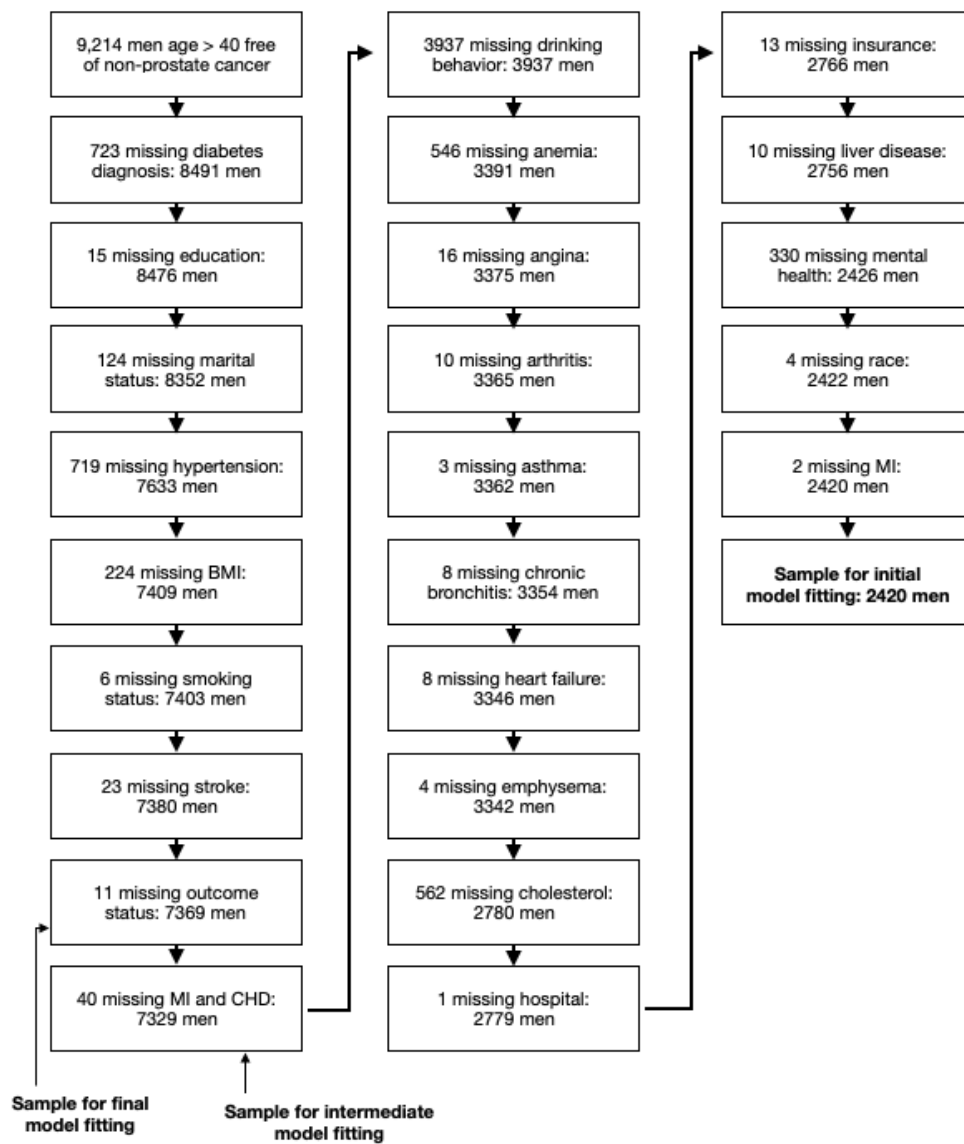 9,214 men age > 40 free
of non-prostate cancer
723 missing diabetes
diagnosis: 8491 men
15 missing education:
8476 men
124 missing marital
status: 8352 men
719 missing hypertension:
7633 men
224 missing BMI:
7409 men
6 missing smoking
status: 7403 men
23 missing stroke:
7380 men
11 missing outcome
status: 7369 men
40 missing MI and CHD:
7329 men
Sample for final
model fitting
Sample for intermediate
model fitting
3937 missing drinking
behavior: 3937 men
546 missing anemia:
3391 men
16 missing angina:
3375 men
10 missing arthritis:
3365 men
3 missing asthma:
3362 men
8 missing chronic
bronchitis: 3354 men
8 missing heart failure:
3346 men
4 missing emphysema:
3342 men
562 missing cholesterol:
2780 men
1 missing hospital:
2779 men
13 missing insurance:
2766 men
10 missing liver disease:
2756 men
330 missing mental
health: 2426 men
4 missing race:
2422 men
2 missing MI:
2420 men
Sample for initial
model fitting: 2420 men